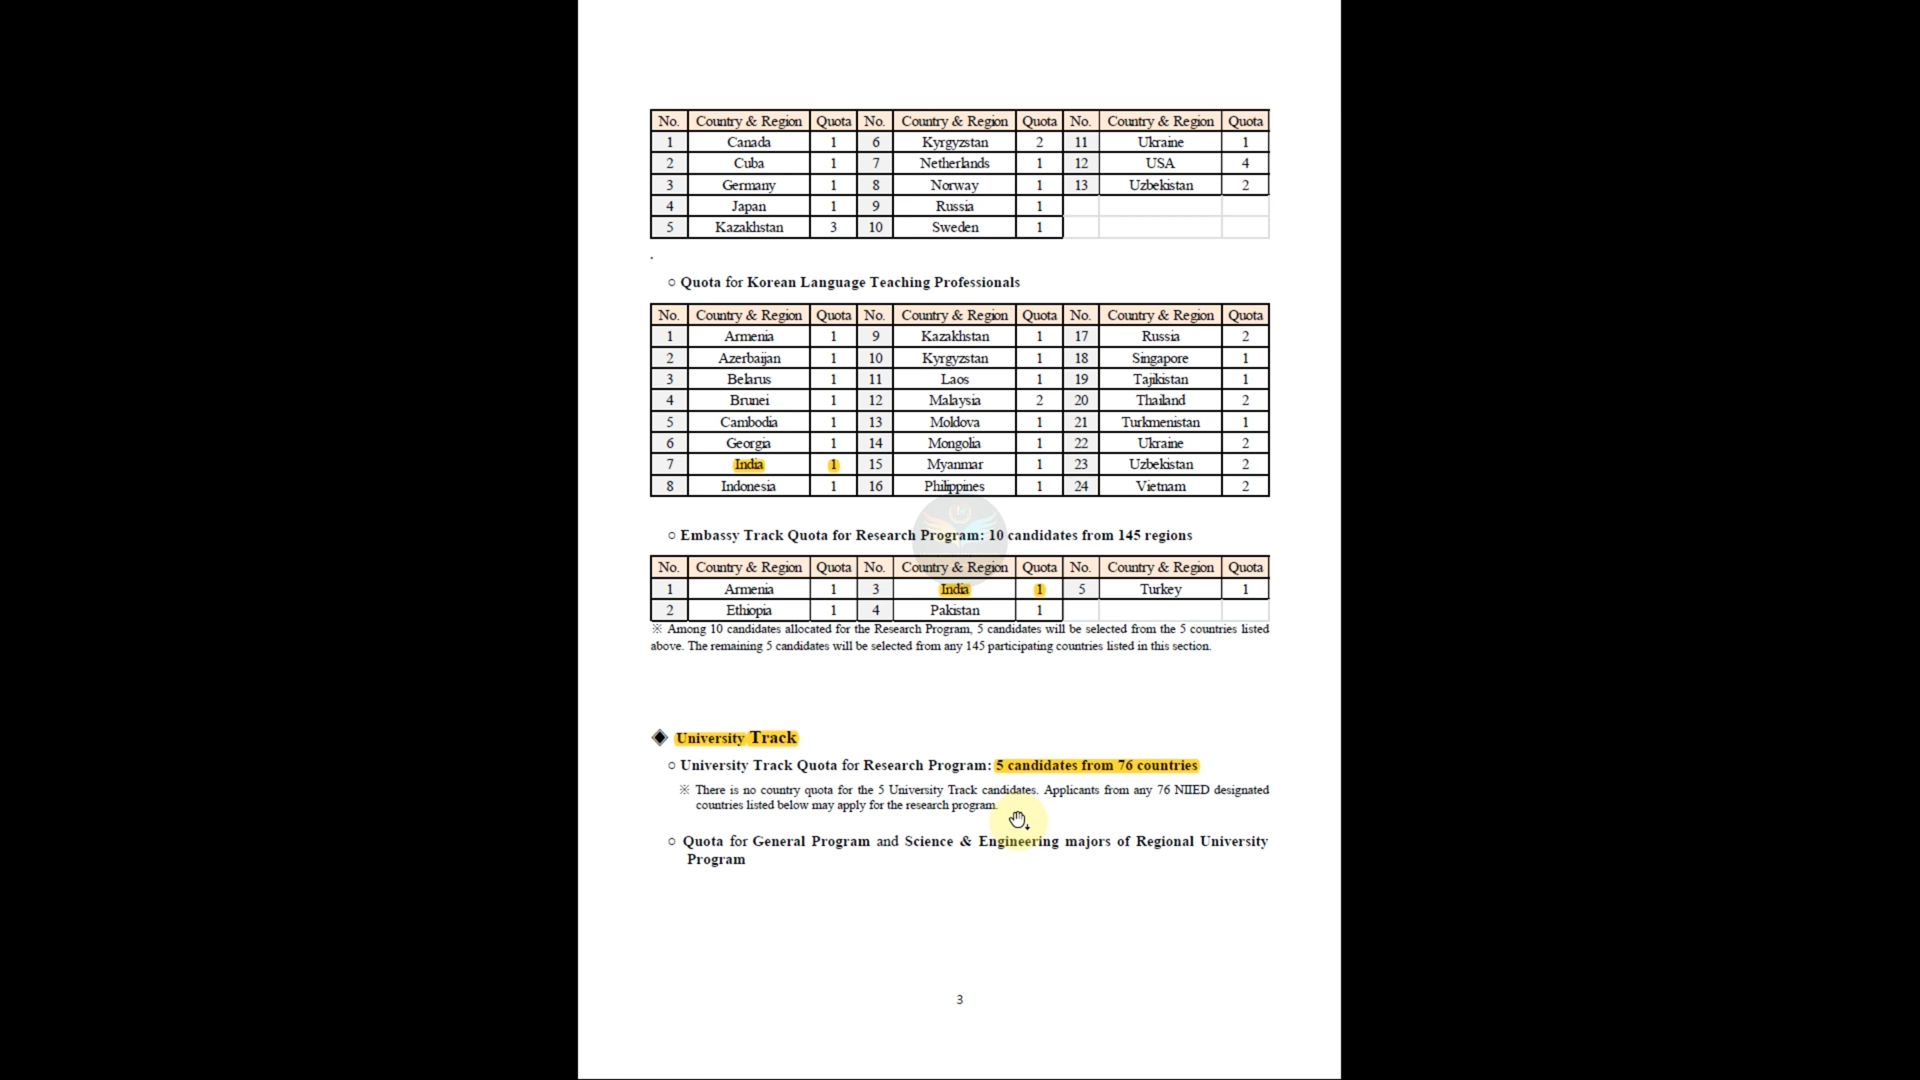 No. Country & Region Quota No. Country & Region Quota No. Country & Region Quota
1 Canada 1 6 Kyrgyzstan 2 11 Ukraine 1
2 Cuba 1 7 Netherlands 1 12 USA 4
3 Germany 1 8 Norway 1 13 Uzbekistan 2
4 Japan 1 9 Russia 1
5 Kazakhstan 3 10 Sweden 1
.
○ Quota for Korean Language Teaching Professionals
No. Country & Region Quota No. Country & Region Quota No. Country & Region Quota
1 Armenia 1 9 Kazakhstan 1 17 Russia 2
2 Azerbaijan 1 10 Kyrgyzstan 1 18 Singapore 1
3 Belarus 1 11 Laos 1 19 Tajikistan 1
4 Brunei 1 12 Malaysia 2 20 Thailand 2
5 Cambodia 1 13 Moldova 1 21 Turkmenistan 1
6 Georgia 1 14 Mongolia 1 22 Ukraine 2
7 India 1 15 Myanmar 1 23 Uzbekistan 2
8 Indonesia 1 16 Philippines 1 24 Vietnam 2
○ Embassy Track Quota for Research Program: 10 candidates from 145 regions
No. Country & Region Quota No. Country & Region Quota No. Country & Region Quota
1 Armenia 1 3 India 1 5 Turkey 1
2 Ethiopia 1 4 Pakistan 1
※ Among 10 candidates allocated for the Research Program, 5 candidates will be selected from the 5 countries listed
above. The remaining 5 candidates will be selected from any 145 participating countries listed in this section.
◈ University Track
○ University Track Quota for Research Program: 5 candidates from 76 countries
※ There is no country quota for the 5 University Track candidates. Applicants from any 76 NIIED designated
countries listed below may apply for the research program.
○ Quota for General Program and Science & Engineering majors of Regional University
Program
3